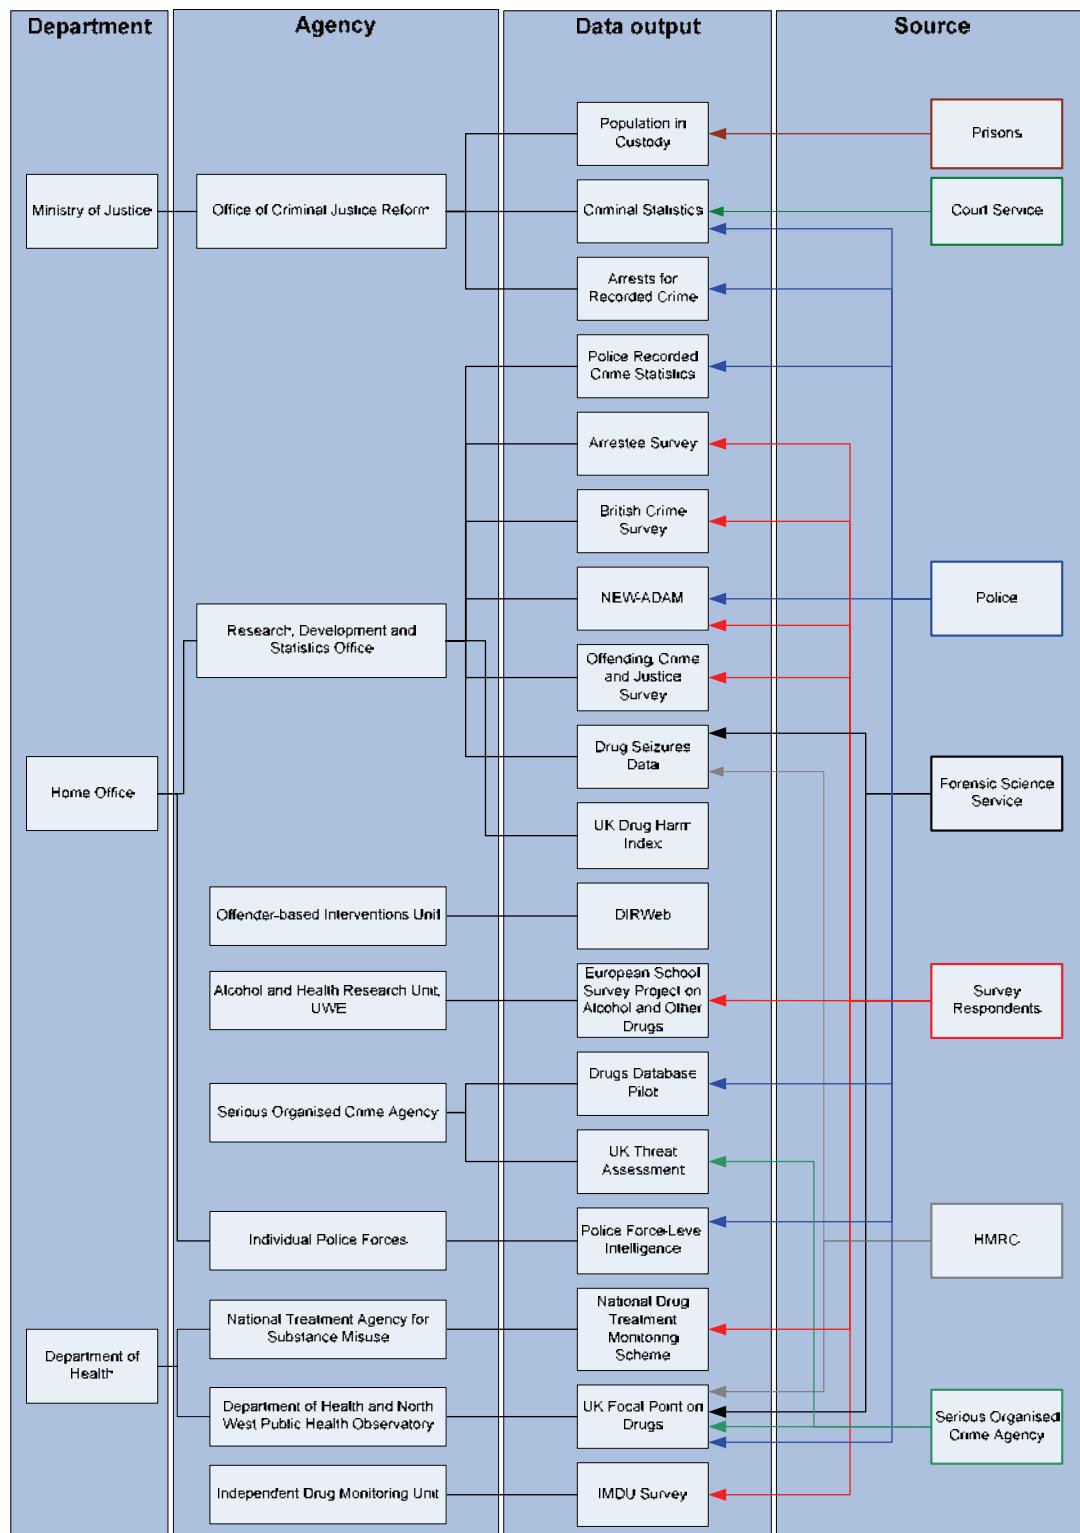 Department
Agency
Data output
Source
Population in
Custody
Prisons
Ministry of Justice
Office of Criminal Justice Reform
Criminal Statistics
Court Service
Arrests for
Recorded Crime
Police Recorded
Crime Statistics
Arrestee Survey
British Crime
Survey
NEW-ADAM
Police
Research, Development and
Statistics Office
Offending, Crime
and Justice
Survey
Drug Seizures
Data
Home Office
Forensic Science
Service
UK Drug Harm
Index
Offender-based Interventions Unit
DIRWeb
Alcohol and Health Research Unit,
UWE
European School
Survey Project on
Alcohol and Other
Drugs
Survey
Respondents
Drugs Database
Pilot
Serious Organised Crime Agency
UK Threat
Assessment
Individual Police Forces
Police Force-Level
Intelligence
HMRC
National Treatment Agency for
Substance Misuse
National Drug
Treatment
Monitoring
Scheme
Department of
Health
Department of Health and North
West Public Health Observatory
UK Focal Point on
Drugs
Serious Organised
Crime Agency
Independent Drug Monitoring Unit
IMDU Survey